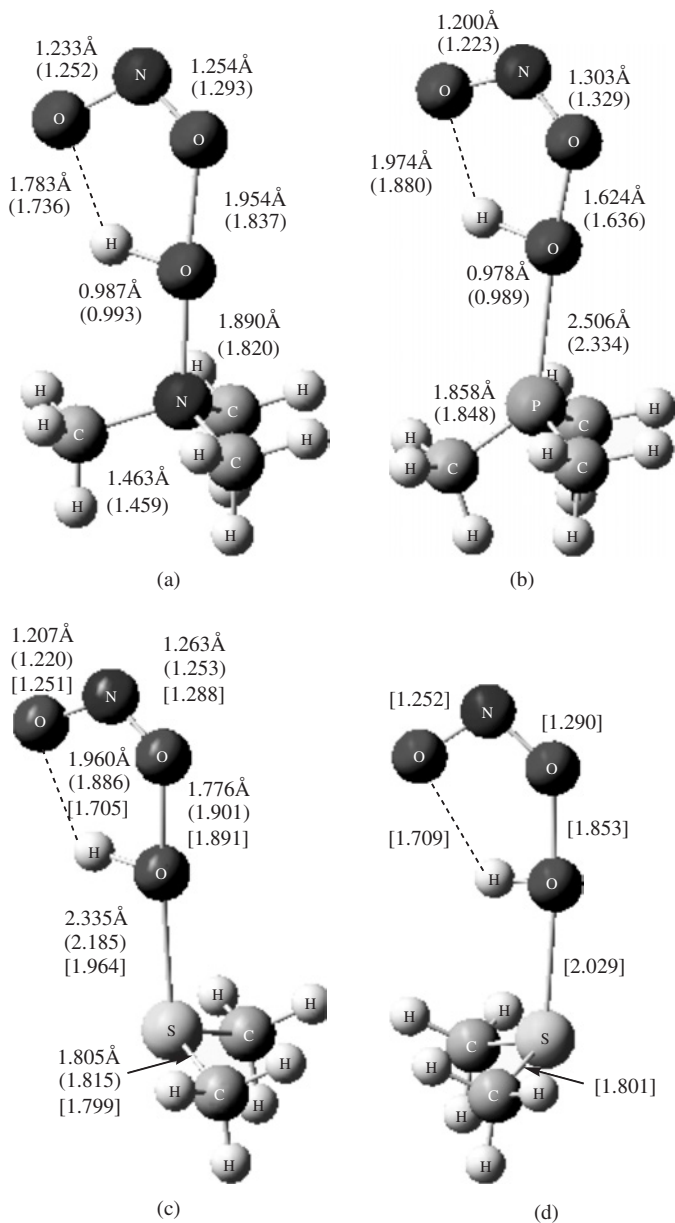 1.233Å
(1.252)
N
1.254Å
(1.293)
O
O
1.783Å
(1.736)
1.954Å
(1.837)
H
O
0.987Å
(0.993)
1.890Å
(1.820)
H
H
H
N
C
H
H
C
H
C
1.463Å
(1.459)
H
H
H
(a)
1.200Å
(1.223)
N
1.303Å
(1.329)
O
O
1.974Å
(1.880)
1.624Å
(1.636)
H
O
0.978Å
(0.989)
2.506Å
(2.334)
H
1.858Å
(1.848)
P
H
C
H
H
C
H
C
H
H
H
H
(b)
1.207Å
(1.220)
[1.251]
1.263Å
(1.253)
[1.288]
N
O
O
1.960Å
(1.886)
[1.705]
1.776Å
(1.901)
[1.891]
H
O
2.335Å
(2.185)
[1.964]
H
H
S
C
1.805Å
(1.815)
[1.799]
H
H
C
H
H
(c)
[1.252]
N
[1.290]
O
O
[1.709]
[1.853]
H
O
[2.029]
H
H
C
S
H
H
C
[1.801]
H
H
(d)